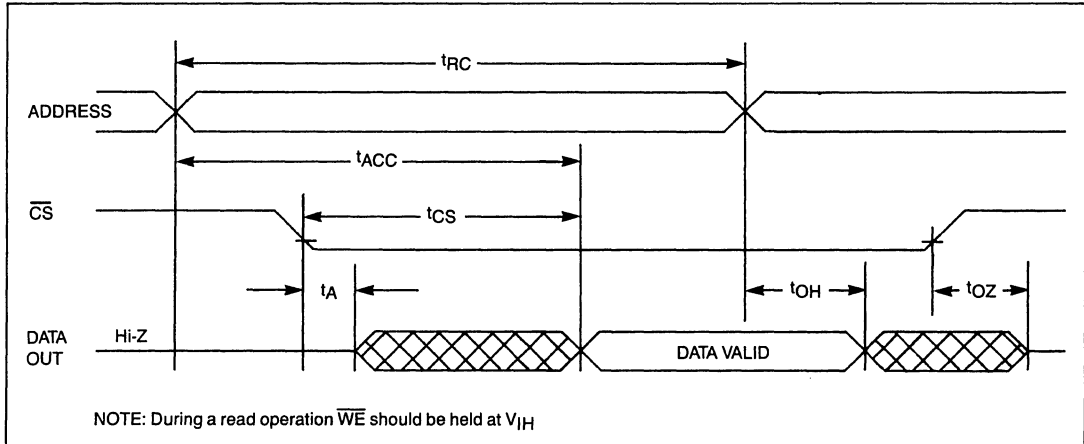 tRC
ADDRESS
tACC
CS
tCS
tA
tOH
tOZ
DATA OUT
Hi-Z
DATA VALID
NOTE: During a read operation WE should be held at VIH